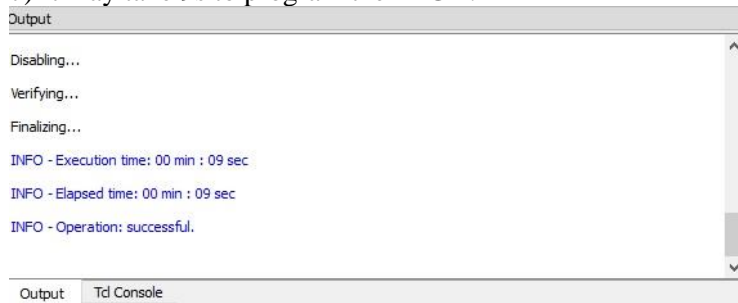 Output
Disabling...
Verifying...
Finalizing...
INFO - Execution time: 00 min : 09 sec
INFO - Elapsed time: 00 min : 09 sec
INFO - Operation: successful.
Output Tcl Console